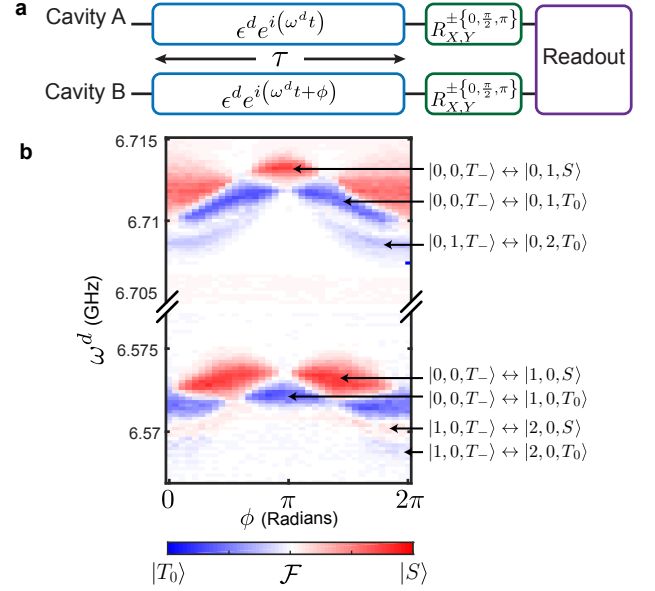 a
Cavity A
ϵ^d e^{i(ω^d t)}
R_{X,Y}^{±{0,π/2,π}}
τ
Readout
Cavity B
ϵ^d e^{i(ω^d t+ϕ)}
R_{X,Y}^{±{0,π/2,π}}
b
6.715
6.71
6.705
6.575
6.57
ω^d (GHz)
|0, 0, T_−⟩ ↔ |0, 1, S⟩
|0, 0, T_−⟩ ↔ |0, 1, T_0⟩
|0, 1, T_−⟩ ↔ |0, 2, T_0⟩
|0, 0, T_−⟩ ↔ |1, 0, S⟩
|0, 0, T_−⟩ ↔ |1, 0, T_0⟩
|1, 0, T_−⟩ ↔ |2, 0, S⟩
|1, 0, T_−⟩ ↔ |2, 0, T_0⟩
0 π 2π
ϕ (Radians)
|T_0⟩ F |S⟩